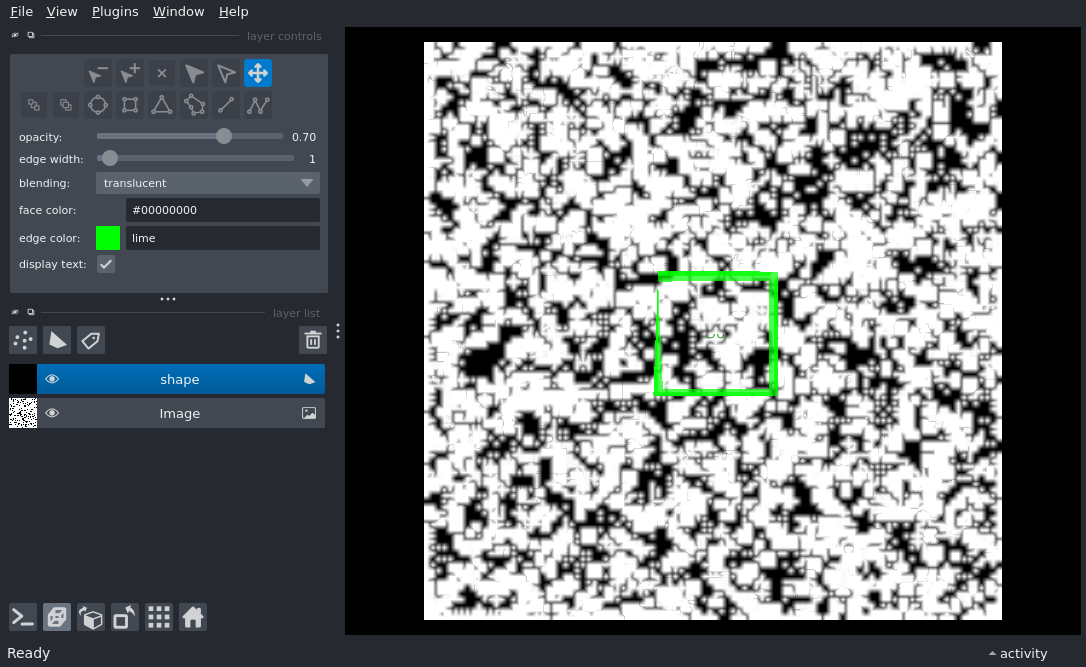 File View Plugins Window Help
layer controls
opacity: 0.70
edge width: 1
blending: translucent
face color: #00000000
edge color: lime
display text:
layer list
shape
Image
Ready
activity